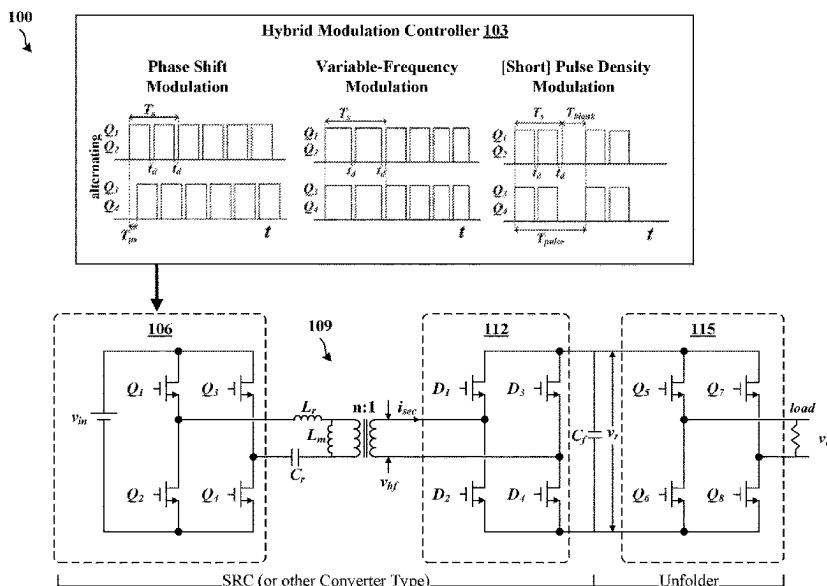 100
Hybrid Modulation Controller 103
Phase Shift Modulation
Variable-Frequency Modulation
[Short] Pulse Density Modulation
alternating
Q1
Q2
Q3
Q4
Ts
td
td
Tps
t
Q1
Q2
Q3
Q4
Ts
td
td
t
Q1
Q2
Q3
Q4
Ts
Tblank
td
td
Tpulse
t
106
109
112
115
vin
Q1
Q3
Q2
Q4
Lr
Lm
Cr
n:1
isec
vhf
D1
D3
D2
D4
Cf
vr
Q5
Q7
Q6
Q8
load
SRC (or other Converter Type)
Unfolder